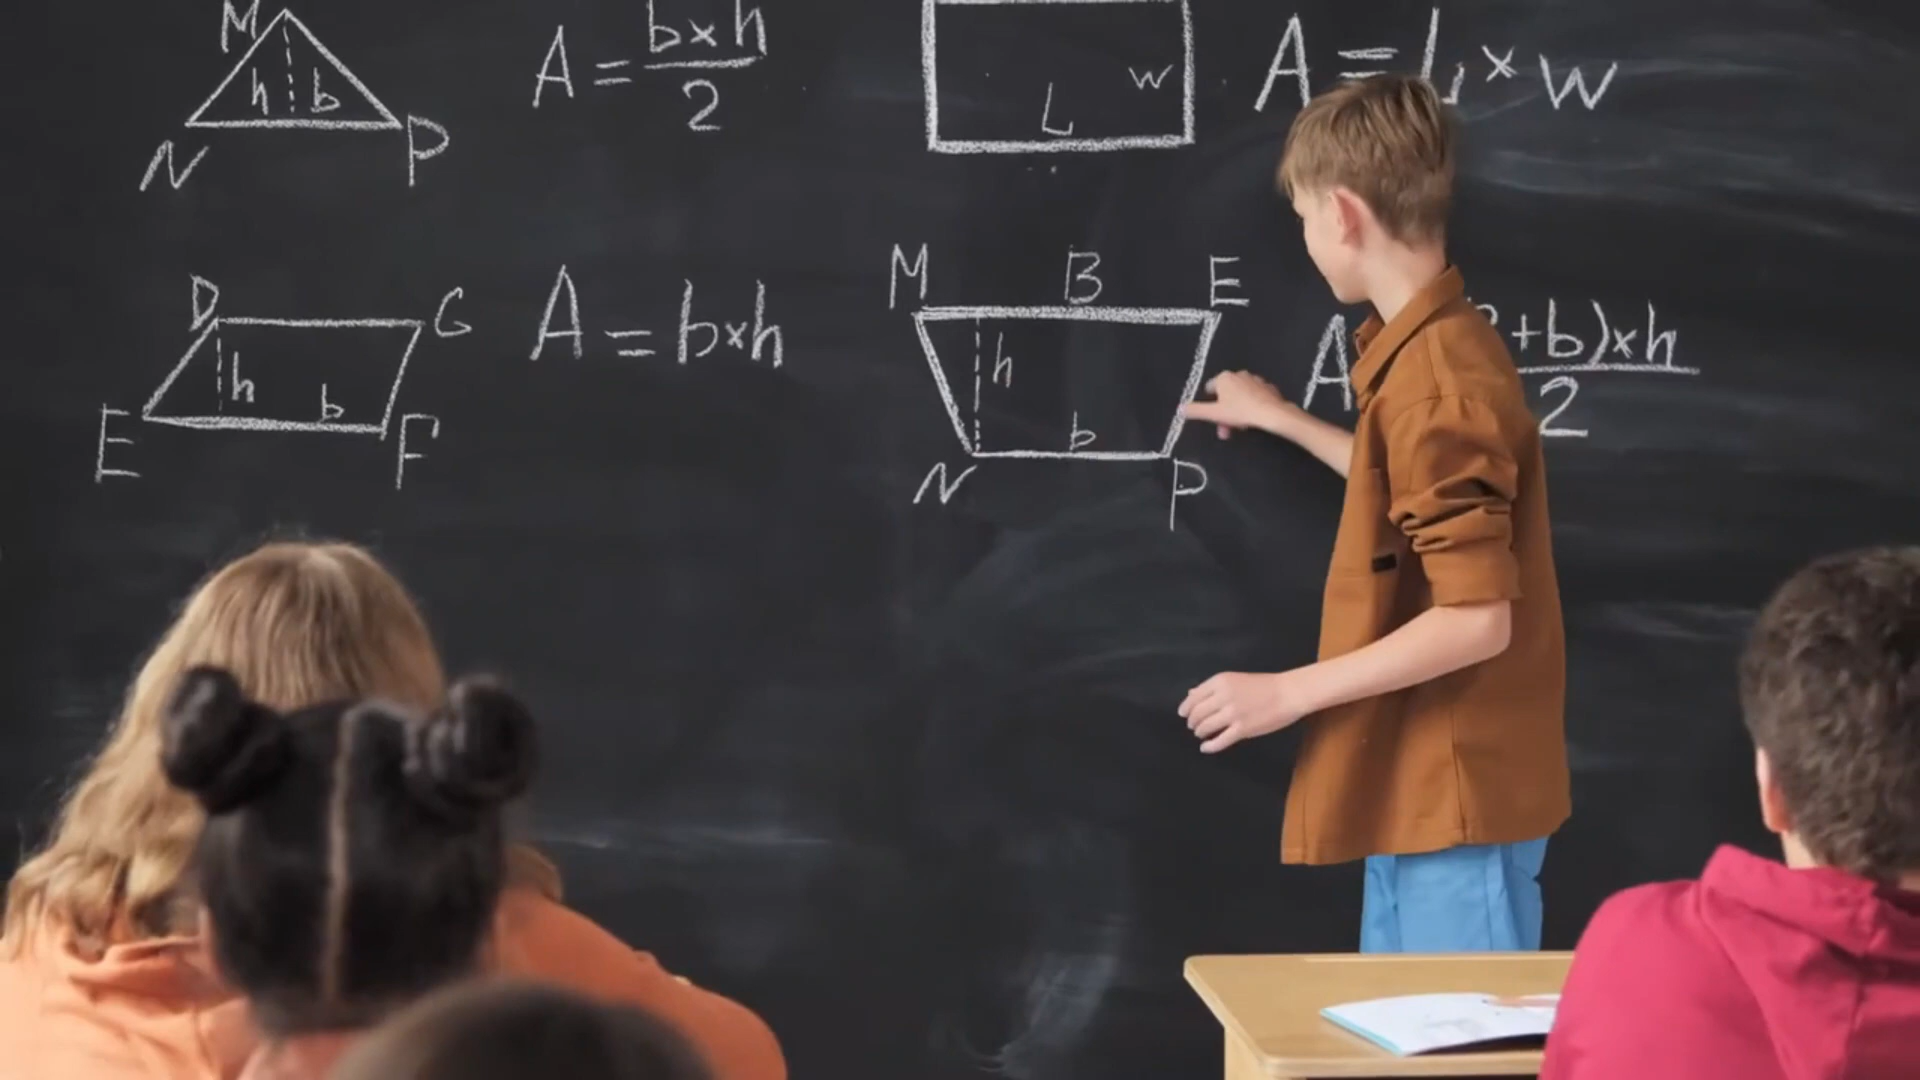 M
h b
N P
A = b×h
2
w
L
A = L × w
D G
h b
E F
A = b×h
M B E
h
b
N P
A +b)×h
2